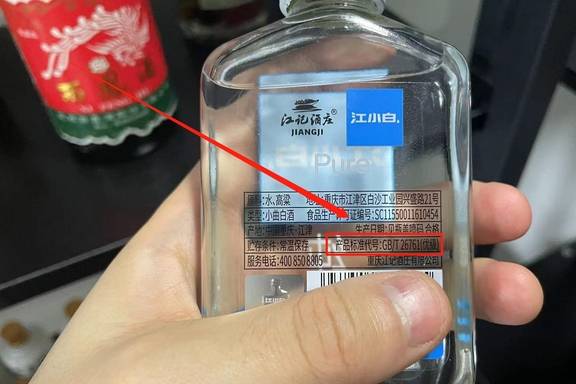 江记酒庄
JIANGJI
江小白
Pure
原料:水、高粱 地址:重庆市江津区白沙工业园兴盛路21号
类型:小曲白酒 食品生产许可证编号:SC11550011610454
产地:中国重庆·江津 生产日期:见瓶盖喷码 合格
贮存条件:常温保存 产品标准代号:GB/T 26761(优级)
服务电话:400 850 8805 重庆江记酒庄有限公司